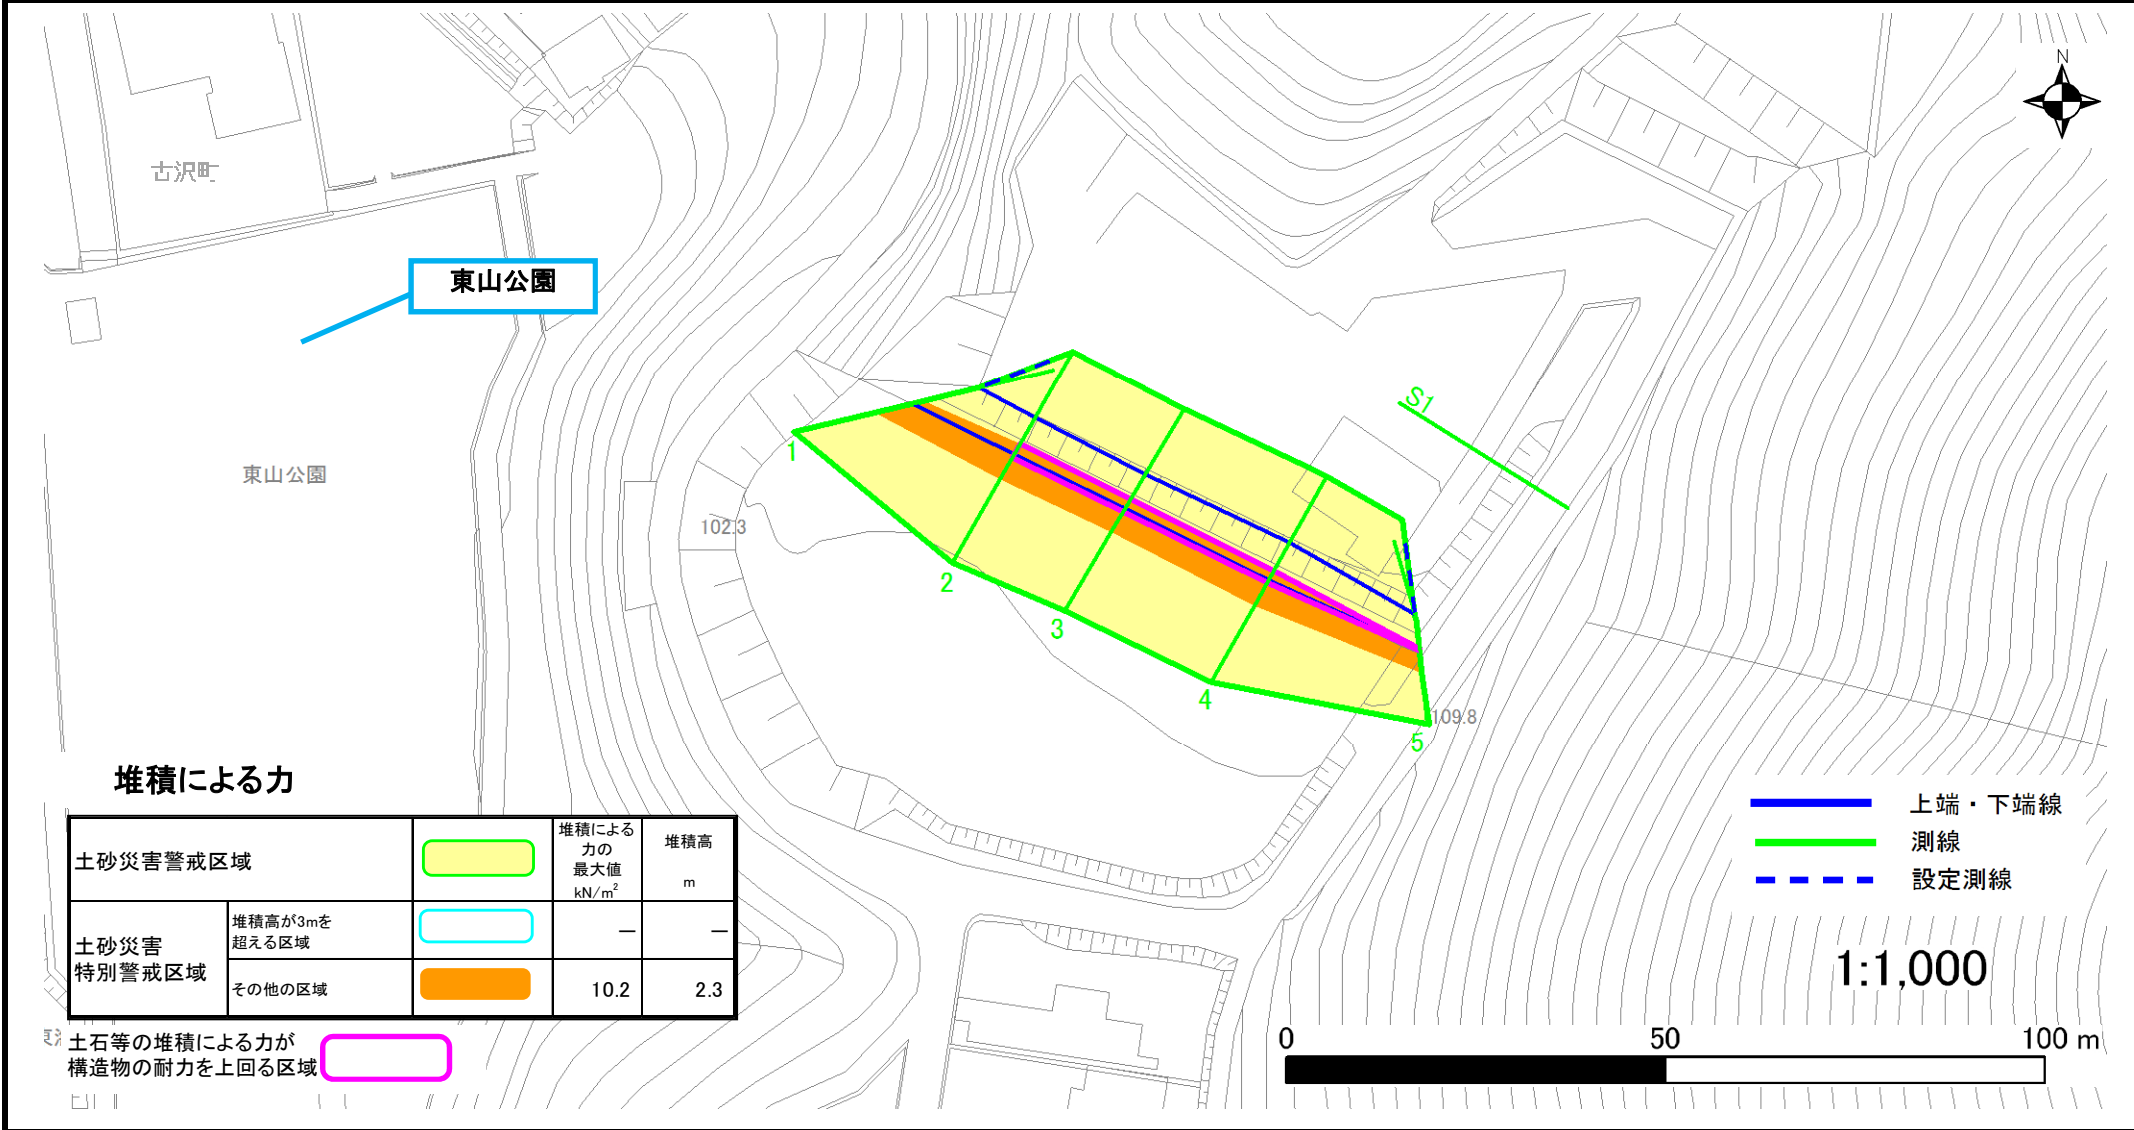 N
古沢町
東山公園
東山公園
S1
1
102.3
2
3
4
109.8
5
堆積による力
土砂災害警戒区域
堆積による
力の
最大値
kN/m²
堆積高
m
土砂災害
特別警戒区域
堆積高が3mを
超える区域
—
—
その他の区域
10.2
2.3
土石等の堆積による力が
構造物の耐力を上回る区域
上端・下端線
測線
設定測線
1:1,000
0
50
100 m